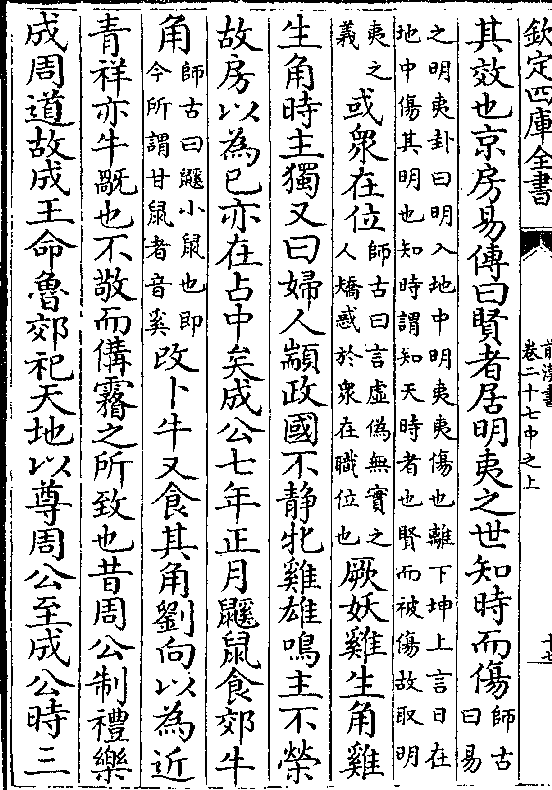 欽定四庫全書
前漢書
卷二十七中之上
其效也京房易傳曰賢者居明夷之世知時而傷師古曰易
之明夷卦曰明入地中明夷夷傷也離下坤上言日在
地中傷其明也知時謂知天時者也賢而被傷故取明
夷之義或衆在位師古曰言虛偽無實之人矯惑於衆在職位也厥妖雞生角雞
生角時主獨又曰婦人顓政國不静牝雞雄鳴主不榮
故房以為已亦在占中矣成公七年正月鼷鼠食郊牛
角師古曰鼷小鼠也即今所謂甘鼠者音奚改卜牛又食其角劉向以為近
青祥亦牛旤也不敬而傋霿之所致也昔周公制禮樂
成周道故成王命魯郊祀天地以尊周公至成公時三